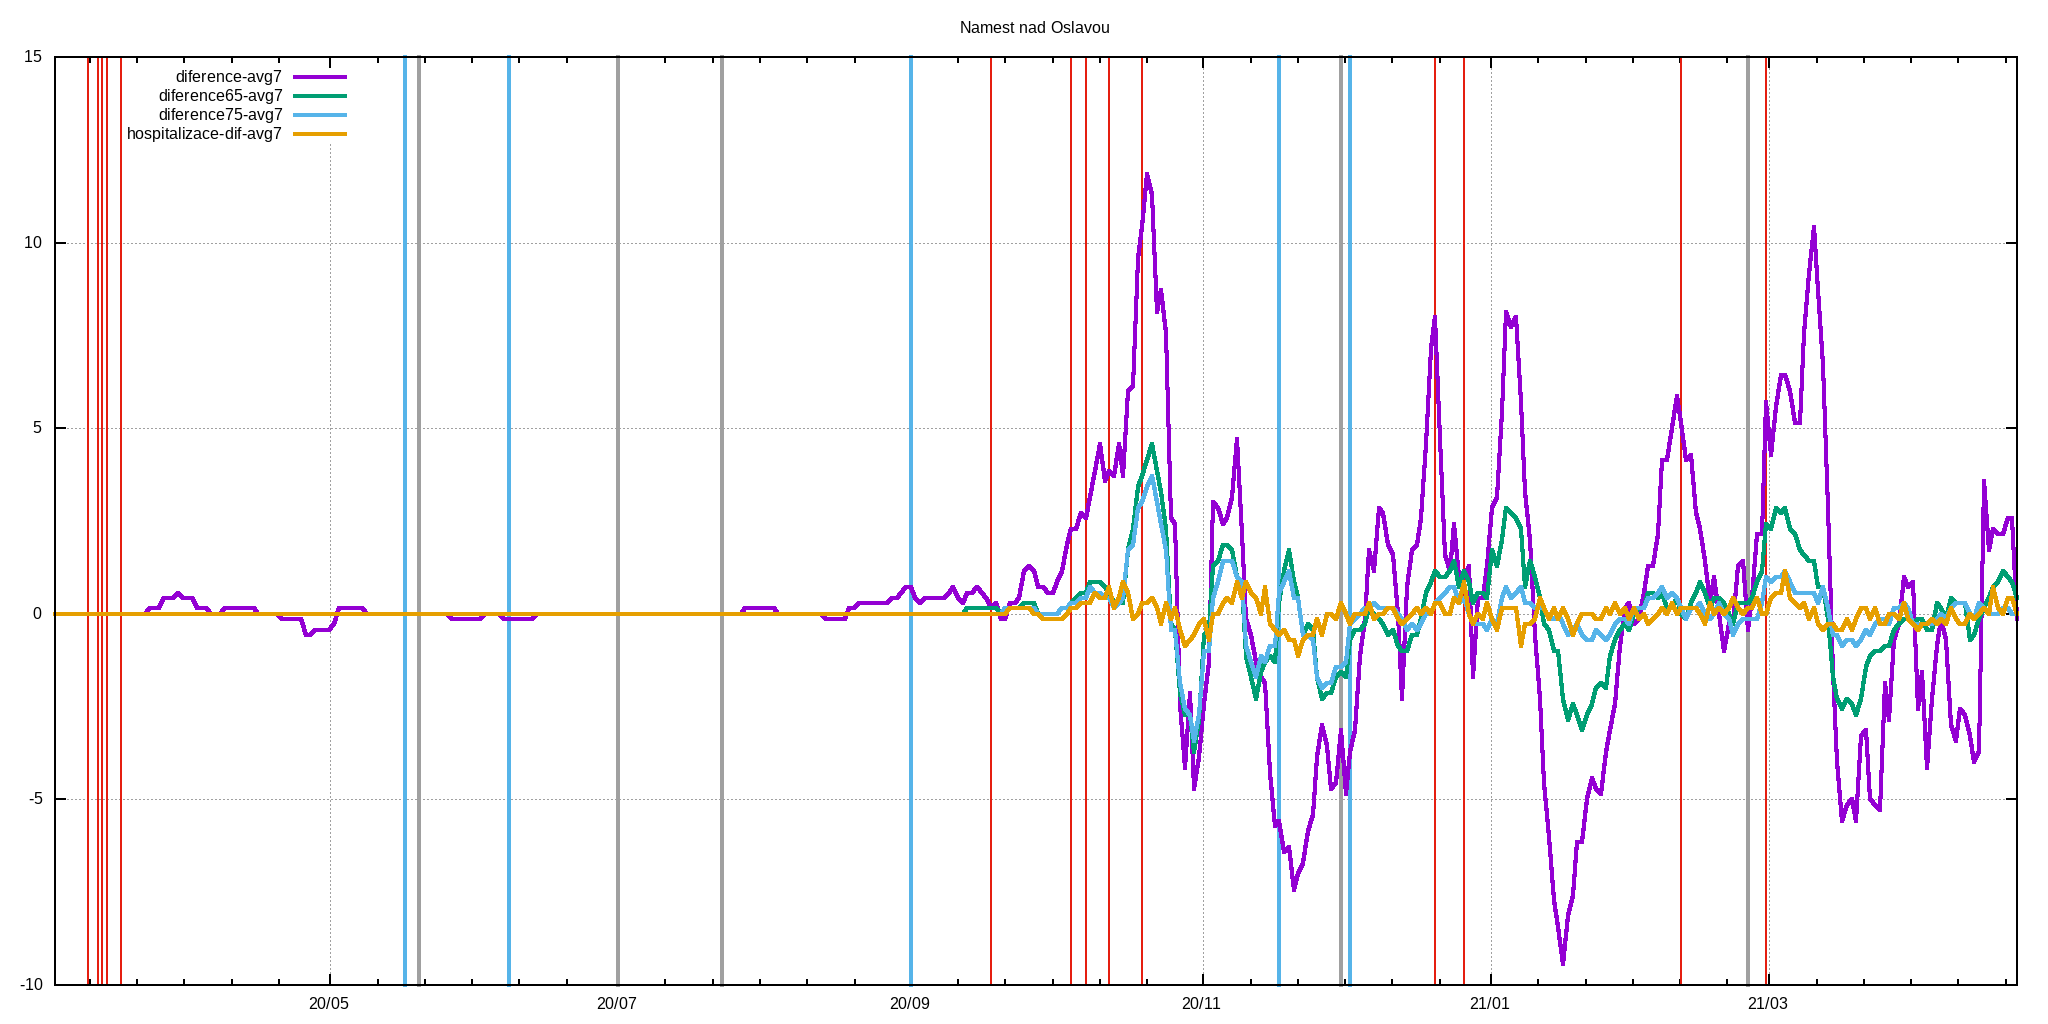 Namest nad Oslavou
15
10
5
0
-5
-10
diference-avg7
diference65-avg7
diference75-avg7
hospitalizace-dif-avg7
20/05
20/07
20/09
20/11
21/01
21/03